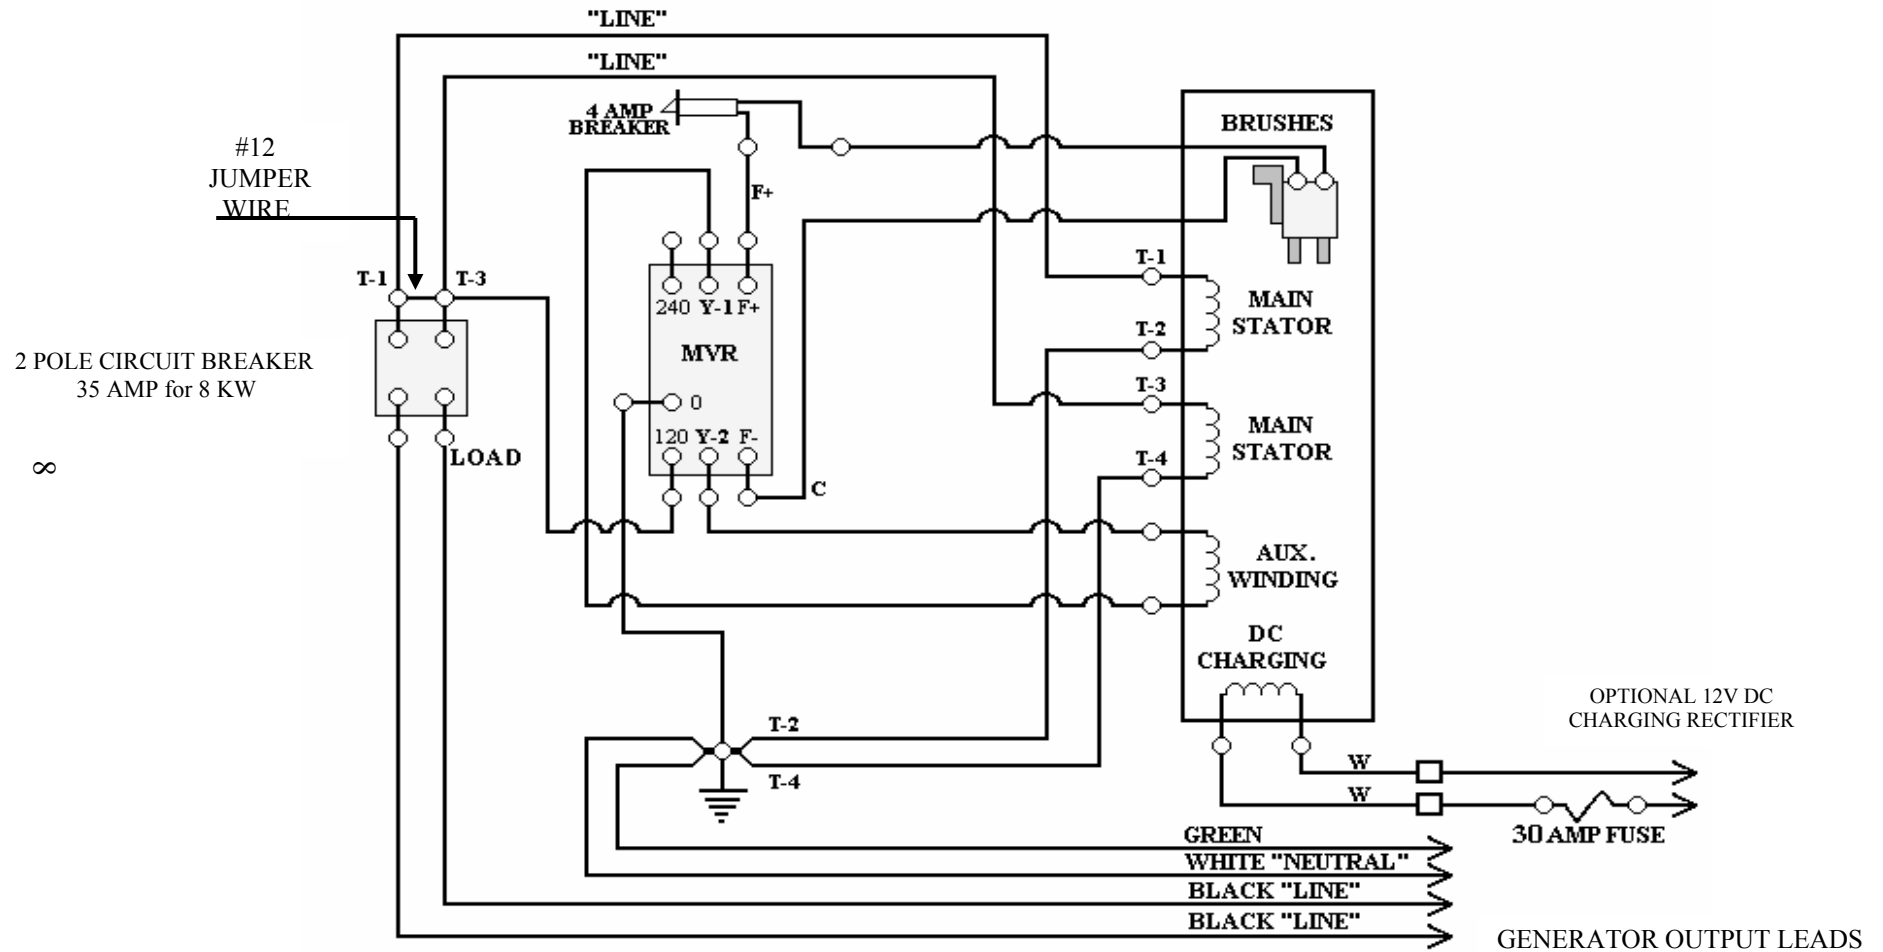 "LINE"
"LINE"
4 AMP
BREAKER
BRUSHES
#12
JUMPER
WIRE
F+
T-1
T-3
T-1
MAIN
STATOR
240 Y-1 F+
T-2
MVR
2 POLE CIRCUIT BREAKER
35 AMP for 8 KW
T-3
0
MAIN
STATOR
120 Y-2 F-
LOAD
T-4
∞
C
AUX.
WINDING
DC
CHARGING
OPTIONAL 12V DC
CHARGING RECTIFIER
T-2
T-4
W
W
30 AMP FUSE
GREEN
WHITE "NEUTRAL"
BLACK "LINE"
BLACK "LINE"
GENERATOR OUTPUT LEADS